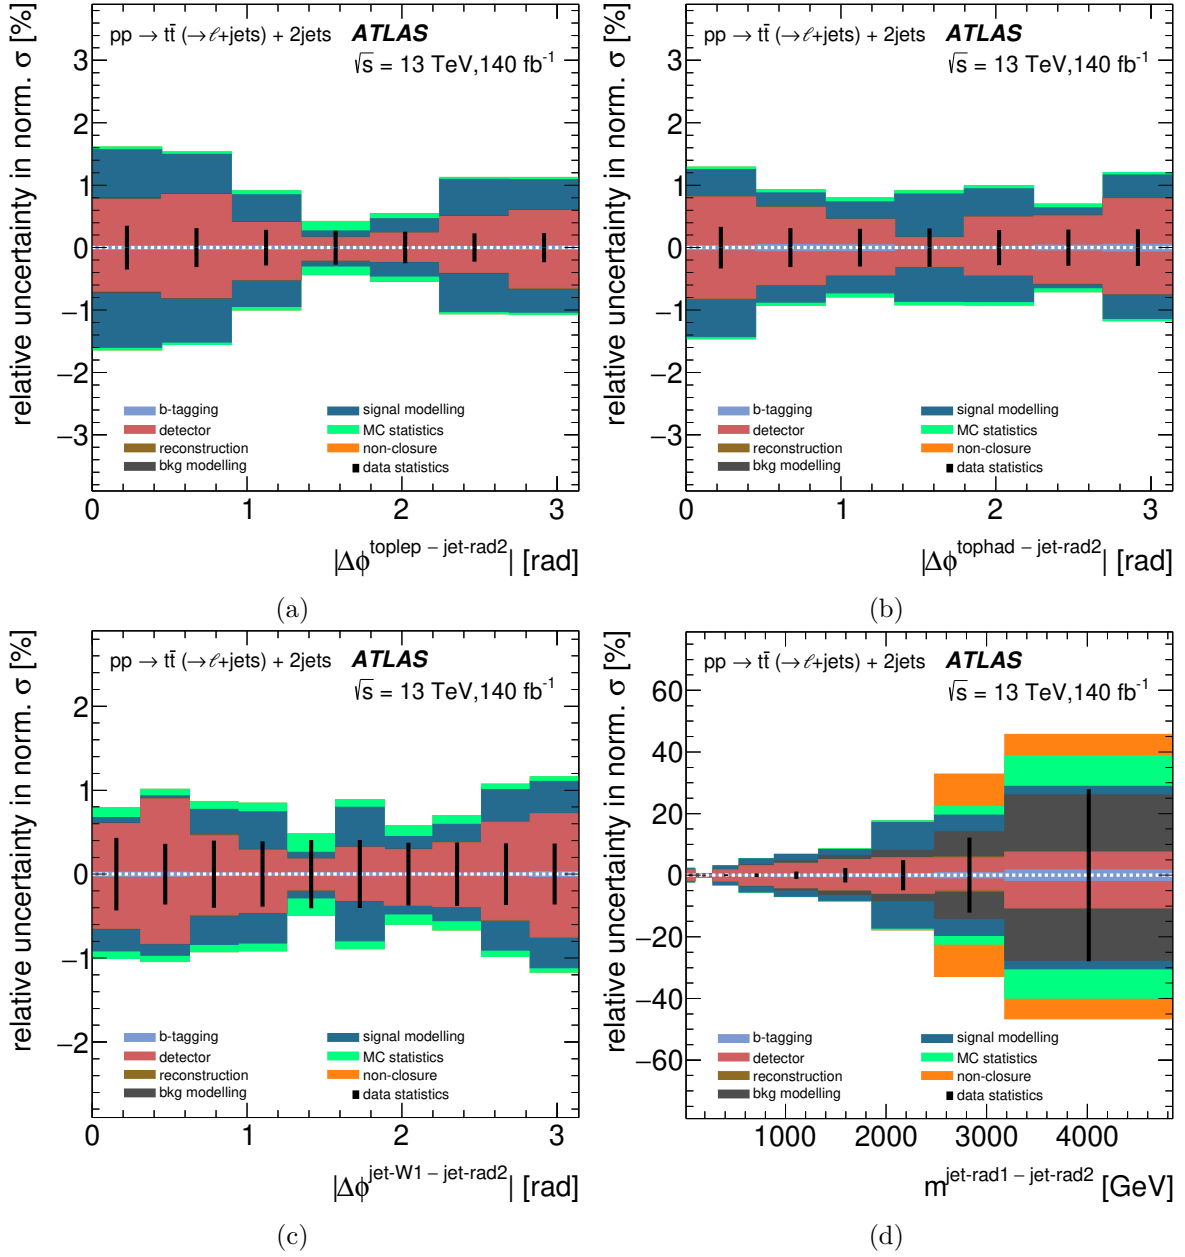 relative uncertainty in norm. σ [%]
pp → tt̄ (→ℓ+jets) + 2jets ATLAS
√s = 13 TeV,140 fb⁻¹
3
2
1
0
−1
−2
−3
b-tagging
detector
reconstruction
bkg modelling
signal modelling
MC statistics
non-closure
data statistics
0 1 2 3
|Δϕ^toplep − jet-rad2| [rad]
(a)
relative uncertainty in norm. σ [%]
pp → tt̄ (→ℓ+jets) + 2jets ATLAS
√s = 13 TeV,140 fb⁻¹
3
2
1
0
−1
−2
−3
b-tagging
detector
reconstruction
bkg modelling
signal modelling
MC statistics
non-closure
data statistics
0 1 2 3
|Δϕ^tophad − jet-rad2| [rad]
(b)
relative uncertainty in norm. σ [%]
pp → tt̄ (→ℓ+jets) + 2jets ATLAS
√s = 13 TeV,140 fb⁻¹
2
1
0
−1
−2
b-tagging
detector
reconstruction
bkg modelling
signal modelling
MC statistics
non-closure
data statistics
0 1 2 3
|Δϕ^jet-W1 − jet-rad2| [rad]
(c)
relative uncertainty in norm. σ [%]
pp → tt̄ (→ℓ+jets) + 2jets ATLAS
√s = 13 TeV,140 fb⁻¹
60
40
20
0
−20
−40
−60
b-tagging
detector
reconstruction
bkg modelling
signal modelling
MC statistics
non-closure
data statistics
1000 2000 3000 4000
m^jet-rad1 − jet-rad2 [GeV]
(d)